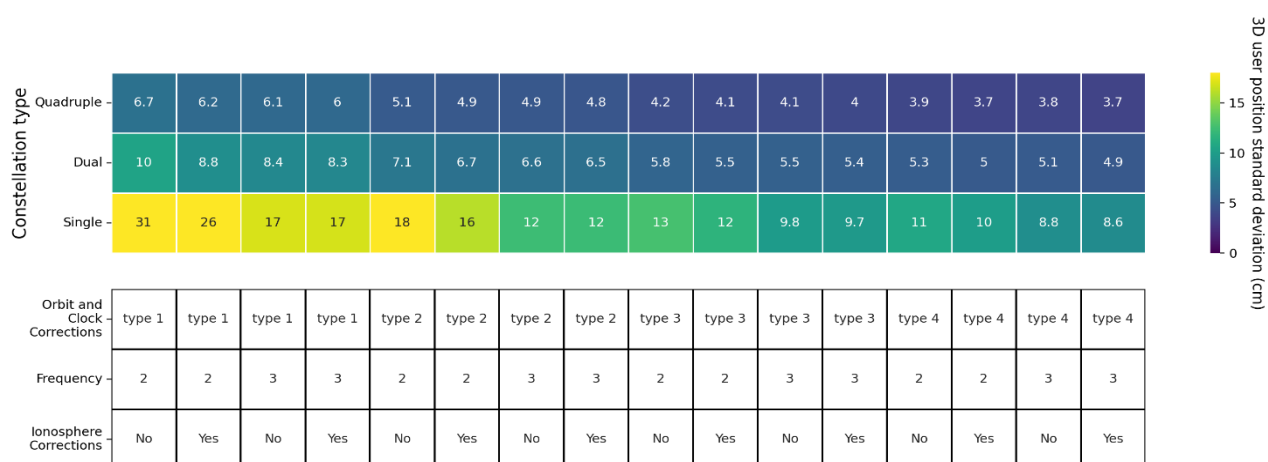 3D user position standard deviation (cm)
Constellation type
Quadruple 6.7 6.2 6.1 6 5.1 4.9 4.9 4.8 4.2 4.1 4.1 4 3.9 3.7 3.8 3.7
Dual 10 8.8 8.4 8.3 7.1 6.7 6.6 6.5 5.8 5.5 5.5 5.4 5.3 5 5.1 4.9
Single 31 26 17 17 18 16 12 12 13 12 9.8 9.7 11 10 8.8 8.6
15
10
5
0
Orbit and
Clock
Corrections
type 1 type 1 type 1 type 1 type 2 type 2 type 2 type 2 type 3 type 3 type 3 type 3 type 4 type 4 type 4 type 4
Frequency 2 2 3 3 2 2 3 3 2 2 3 3 2 2 3 3
Ionosphere
Corrections
No Yes No Yes No Yes No Yes No Yes No Yes No Yes No Yes